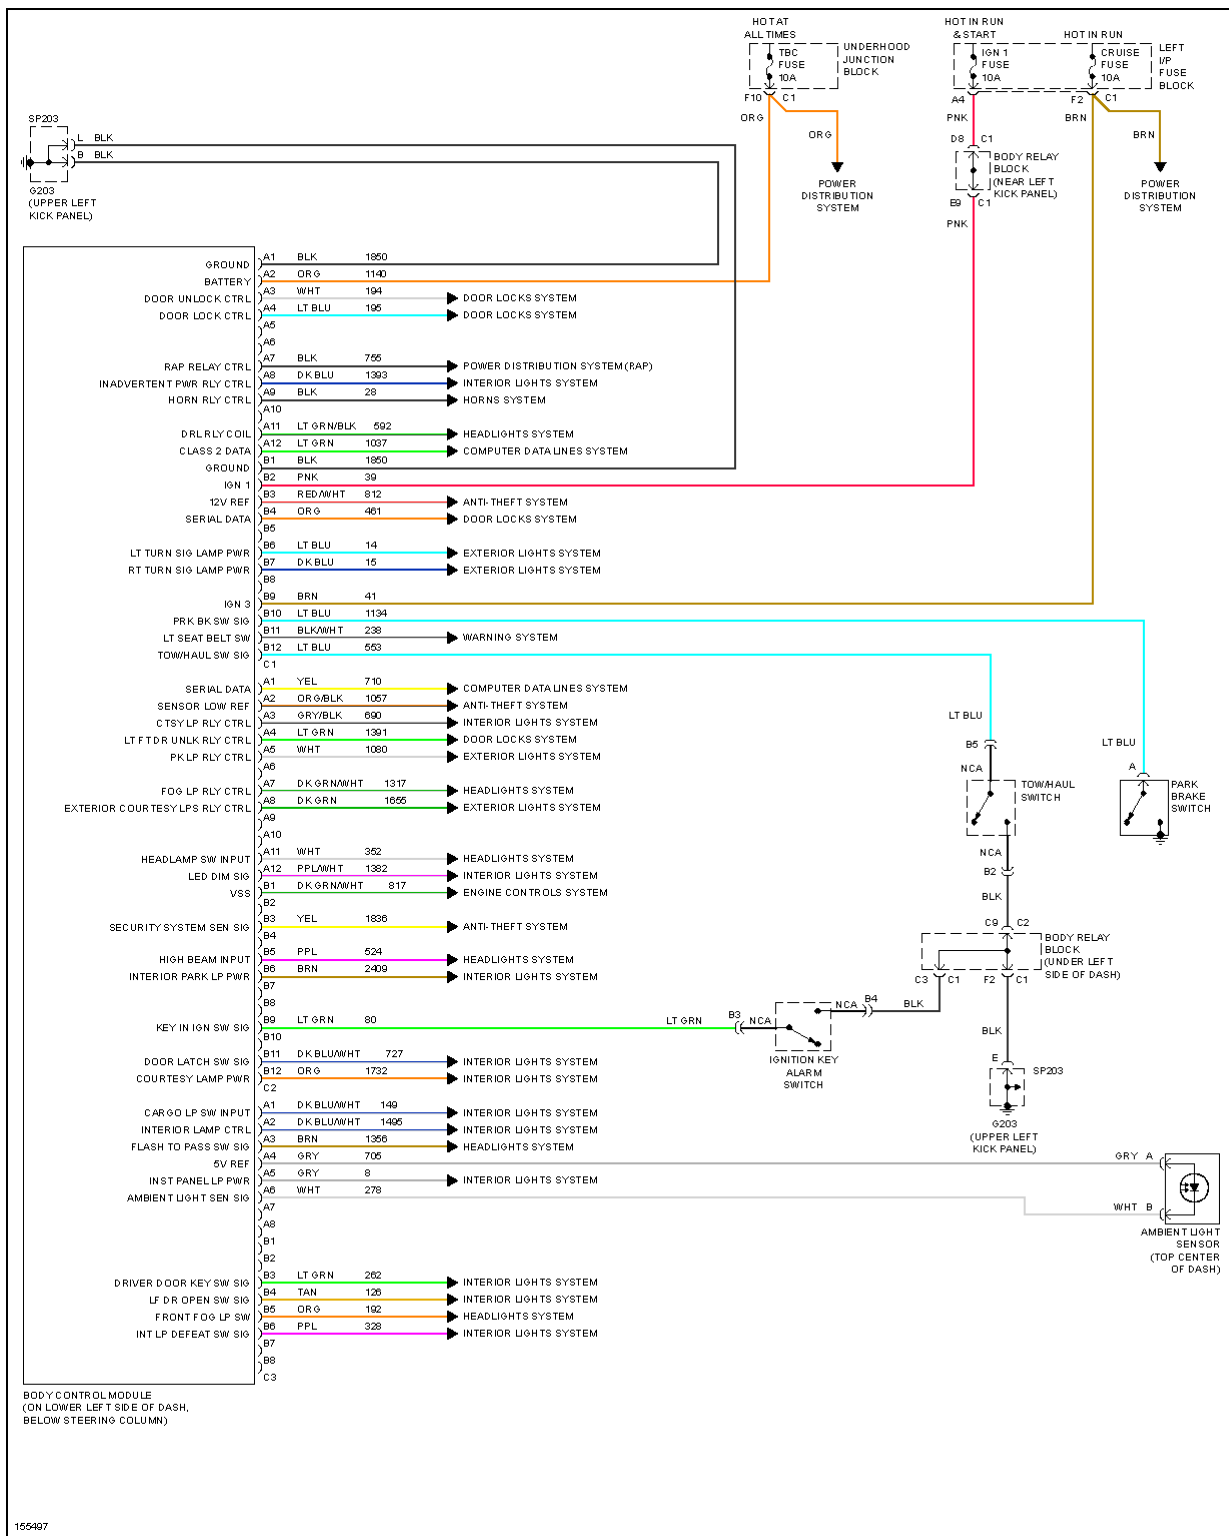 HOT AT
ALL TIMES
TBC
FUSE
10A
UNDERHOOD
JUNCTION
BLOCK
F10 C1
ORG
ORG
POWER
DISTRIBUTION
SYSTEM
HOT IN RUN
& START
HOT IN RUN
IGN 1
FUSE
10A
CRUISE
FUSE
10A
LEFT
I/P
FUSE
BLOCK
A4
F2 C1
PNK
BRN
BRN
D8 C1
BODY RELAY
BLOCK
(NEAR LEFT
KICK PANEL)
B9 C1
PNK
POWER
DISTRIBUTION
SYSTEM
SP203
L BLK
B BLK
G203
(UPPER LEFT
KICK PANEL)
GROUND A1 BLK 1850
BATTERY A2 ORG 1140
DOOR UNLOCK CTRL A3 WHT 194 DOOR LOCKS SYSTEM
DOOR LOCK CTRL A4 LT BLU 195 DOOR LOCKS SYSTEM
A5
A6
RAP RELAY CTRL A7 BLK 755 POWER DISTRIBUTION SYSTEM (RAP)
INADVERTENT PWR RLY CTRL A8 DK BLU 1393 INTERIOR LIGHTS SYSTEM
HORN RLY CTRL A9 BLK 28 HORNS SYSTEM
A10
DRL RLY COIL A11 LT GRN/BLK 592 HEADLIGHTS SYSTEM
CLASS 2 DATA A12 LT GRN 1037 COMPUTER DATA LINES SYSTEM
GROUND B1 BLK 1850
IGN 1 B2 PNK 39
12V REF B3 RED/WHT 812 ANTI-THEFT SYSTEM
SERIAL DATA B4 ORG 461 DOOR LOCKS SYSTEM
B5
LT TURN SIG LAMP PWR B6 LT BLU 14 EXTERIOR LIGHTS SYSTEM
RT TURN SIG LAMP PWR B7 DK BLU 15 EXTERIOR LIGHTS SYSTEM
B8
IGN 3 B9 BRN 41
PRK BK SW SIG B10 LT BLU 1134
LT SEAT BELT SW B11 BLK/WHT 238 WARNING SYSTEM
TOW/HAUL SW SIG B12 LT BLU 553
C1
SERIAL DATA A1 YEL 710 COMPUTER DATA LINES SYSTEM
SENSOR LOW REF A2 ORG/BLK 1057 ANTI-THEFT SYSTEM
CTSY LP RLY CTRL A3 GRY/BLK 690 INTERIOR LIGHTS SYSTEM
LT FT DR UNLK RLY CTRL A4 LT GRN 1391 DOOR LOCKS SYSTEM
PK LP RLY CTRL A5 WHT 1080 EXTERIOR LIGHTS SYSTEM
A6
FOG LP RLY CTRL A7 DK GRN/WHT 1317 HEADLIGHTS SYSTEM
EXTERIOR COURTESY LPS RLY CTRL A8 DK GRN 1655 EXTERIOR LIGHTS SYSTEM
A9
A10
HEADLAMP SW INPUT A11 WHT 352 HEADLIGHTS SYSTEM
LED DIM SIG A12 PPL/WHT 1382 INTERIOR LIGHTS SYSTEM
VSS B1 DK GRN/WHT 817 ENGINE CONTROLS SYSTEM
B2
SECURITY SYSTEM SEN SIG B3 YEL 1836 ANTI-THEFT SYSTEM
B4
HIGH BEAM INPUT B5 PPL 524 HEADLIGHTS SYSTEM
INTERIOR PARK LP PWR B6 BRN 2409 INTERIOR LIGHTS SYSTEM
B7
B8
KEY IN IGN SW SIG B9 LT GRN 80
B10
DOOR LATCH SW SIG B11 DK BLU/WHT 727 INTERIOR LIGHTS SYSTEM
COURTESY LAMP PWR B12 ORG 1732 INTERIOR LIGHTS SYSTEM
C2
CARGO LP SW INPUT A1 DK BLU/WHT 149 INTERIOR LIGHTS SYSTEM
INTERIOR LAMP CTRL A2 DK BLU/WHT 1495 INTERIOR LIGHTS SYSTEM
FLASH TO PASS SW SIG A3 BRN 1356 HEADLIGHTS SYSTEM
5V REF A4 GRY 705
INST PANEL LP PWR A5 GRY 8 INTERIOR LIGHTS SYSTEM
AMBIENT LIGHT SEN SIG A6 WHT 278
A7
A8
B1
B2
DRIVER DOOR KEY SW SIG B3 LT GRN 262 INTERIOR LIGHTS SYSTEM
LF DR OPEN SW SIG B4 TAN 126 INTERIOR LIGHTS SYSTEM
FRONT FOG LP SW B5 ORG 192 HEADLIGHTS SYSTEM
INT LP DEFEAT SW SIG B6 PPL 328 INTERIOR LIGHTS SYSTEM
B7
B8
C3
BODY CONTROL MODULE
(ON LOWER LEFT SIDE OF DASH,
BELOW STEERING COLUMN)
LT BLU
B5
NCA
TOW/HAUL
SWITCH
NCA
B2
BLK
LT BLU
A
PARK
BRAKE
SWITCH
C9 C2
BODY RELAY
BLOCK
(UNDER LEFT
SIDE OF DASH)
C3 C1 F2 C1
LT GRN B3 NCA
NCA B4 BLK
IGNITION KEY
ALARM
SWITCH
BLK
E
SP203
G203
(UPPER LEFT
KICK PANEL)
GRY A
WHT B
AMBIENT LIGHT
SENSOR
(TOP CENTER
OF DASH)
155497